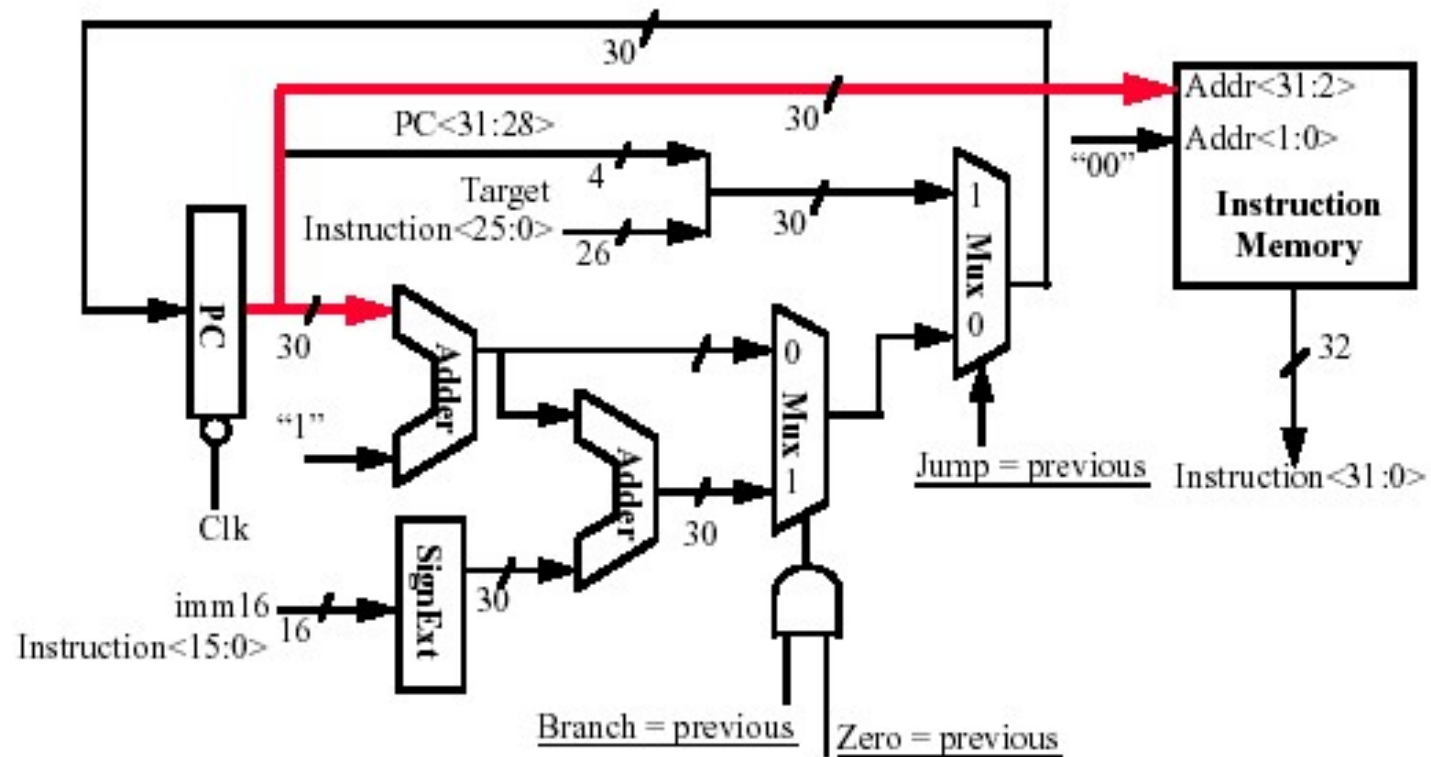 30
30
Addr<31:2>
PC<31:28>
4
"00"
Addr<1:0>
Target
Instruction<25:0>
26
30
1
Mux
0
Instruction
Memory
PC
30
Adder
"1"
0
Mux
1
32
Adder
30
Jump = previous
Instruction<31:0>
Clk
SignExt
30
imm16
16
Instruction<15:0>
Branch = previous
Zero = previous